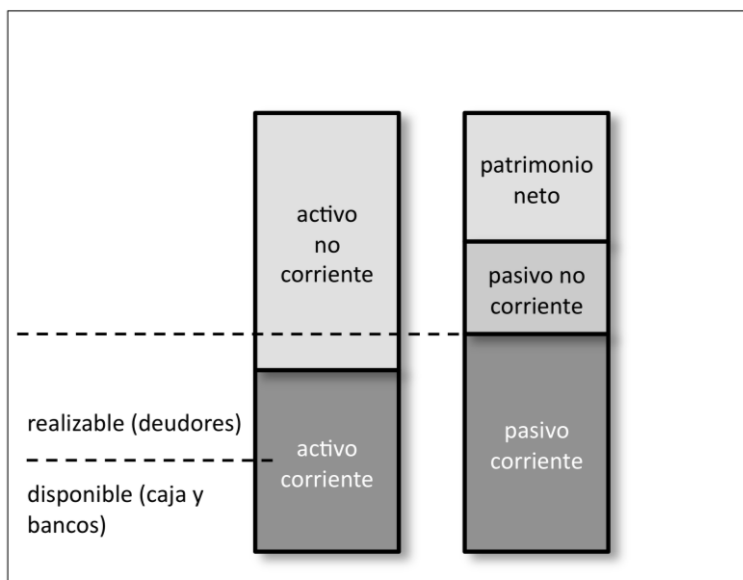 activo
no
corriente
patrimonio
neto
pasivo no
corriente
realizable (deudores)
activo
corriente
pasivo
corriente
disponible (caja y
bancos)